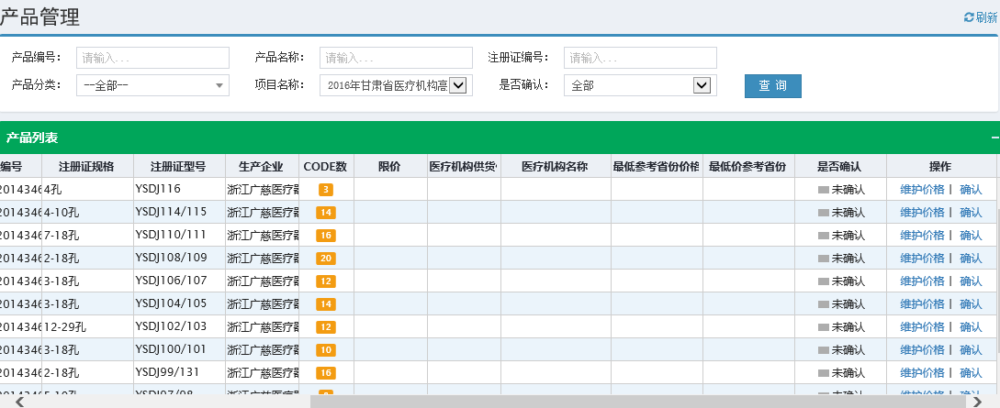 产品管理 刷新
产品编号： 请输入... 产品名称： 请输入... 注册证编号： 请输入...
产品分类： --全部-- 项目名称： 2016年甘肃省医疗机构高 是否确认： 全部 查 询
产品列表
编号 注册证规格 注册证型号 生产企业 CODE数 限价 医疗机构供货 医疗机构名称 最低参考省份价格 最低价参考省份 是否确认 操作
2014346 4孔 YSDJ116 浙江广慈医疗器 3 未确认 维护价格 | 确认
2014346 4-10孔 YSDJ114/115 浙江广慈医疗器 14 未确认 维护价格 | 确认
2014346 7-18孔 YSDJ110/111 浙江广慈医疗器 16 未确认 维护价格 | 确认
2014346 2-18孔 YSDJ108/109 浙江广慈医疗器 20 未确认 维护价格 | 确认
2014346 3-18孔 YSDJ106/107 浙江广慈医疗器 12 未确认 维护价格 | 确认
2014346 3-18孔 YSDJ104/105 浙江广慈医疗器 14 未确认 维护价格 | 确认
2014346 12-29孔 YSDJ102/103 浙江广慈医疗器 12 未确认 维护价格 | 确认
2014346 3-18孔 YSDJ100/101 浙江广慈医疗器 10 未确认 维护价格 | 确认
2014346 2-18孔 YSDJ99/131 浙江广慈医疗器 16 未确认 维护价格 | 确认